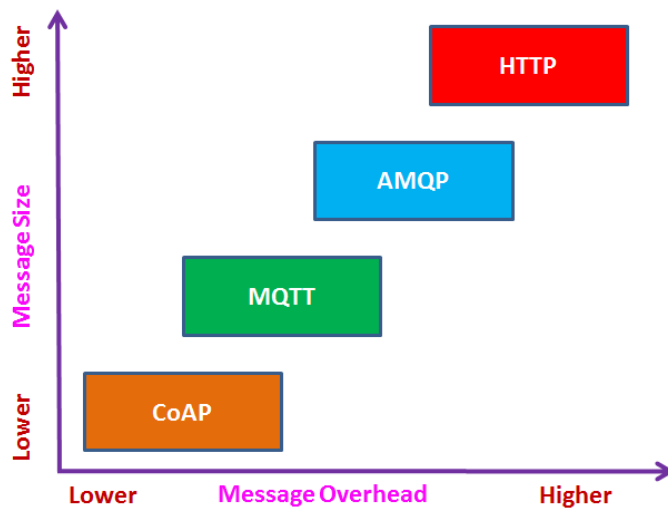 Higher
HTTP
AMQP
Message Size
MQTT
CoAP
Lower
Lower
Message Overhead
Higher